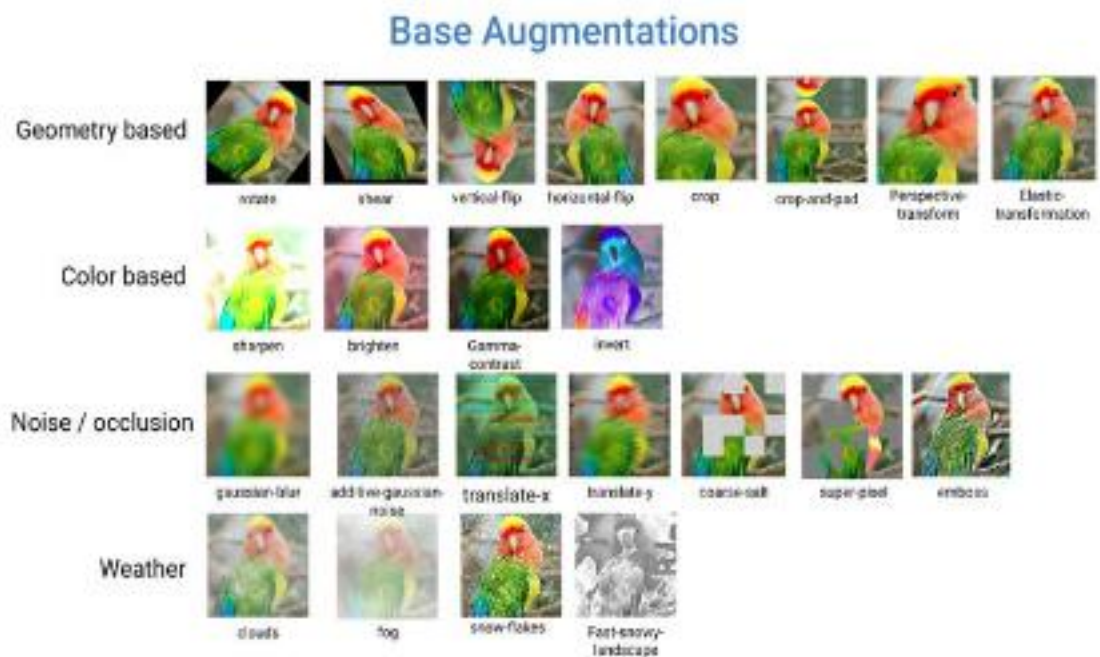 Base Augmentations
Geometry based
rotate
shear
vertical-flip
horizontal-flip
crop
crop-and-pad
Perspective-
transform
Elastic-
transformation
Color based
sharpen
brighten
Gamma-
contrast
invert
Noise / occlusion
gaussian-blur
additive-gaussian-
noise
translate-x
translate-y
coarse-salt
super-pixel
emboss
Weather
clouds
fog
snow-flakes
Fast-snowy-
landscape